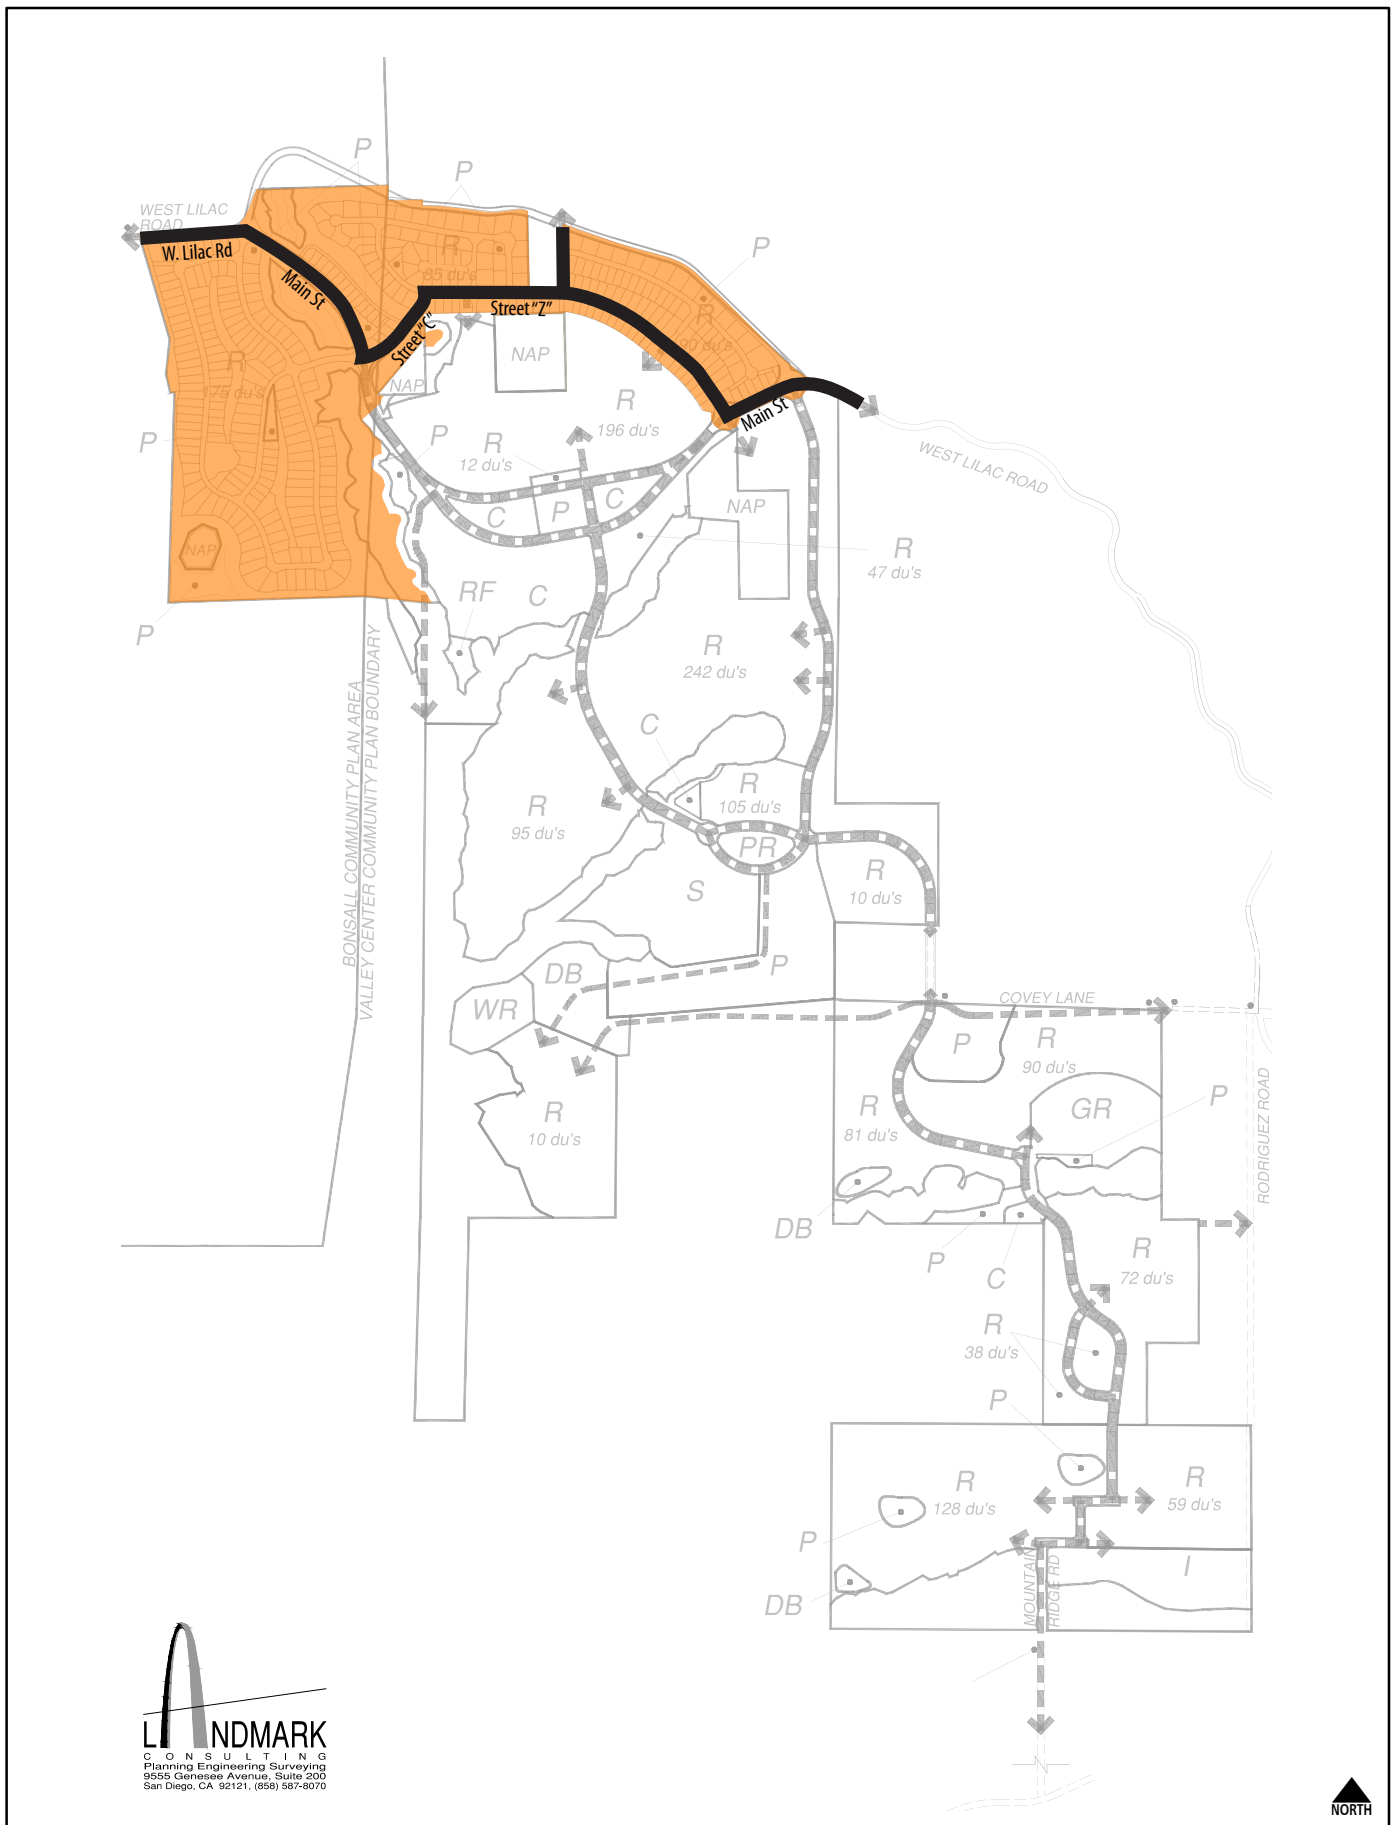 P
P
WEST LILAC
ROAD
W. Lilac Rd
R
85 du's
P
Main St
Street "Z"
Street "C"
R
90 du's
NAP
NAP
R
175 du's
R
196 du's
Main St
P
P
R
12 du's
WEST LILAC ROAD
C
P
C
NAP
NAP
R
47 du's
RF
C
P
R
242 du's
BONSALL COMMUNITY PLAN AREA
VALLEY CENTER COMMUNITY PLAN BOUNDARY
C
R
105 du's
R
95 du's
PR
R
10 du's
S
P
DB
WR
COVEY LANE
P
R
90 du's
R
10 du's
R
81 du's
GR
P
RODRIGUEZ ROAD
DB
P
C
R
72 du's
R
38 du's
P
R
128 du's
R
59 du's
P
DB
MOUNTAIN
RIDGE RD
I
LANDMARK
CONSULTING
Planning Engineering Surveying
9555 Genesee Avenue, Suite 200
San Diego, CA 92121, (858) 587-8070
NORTH